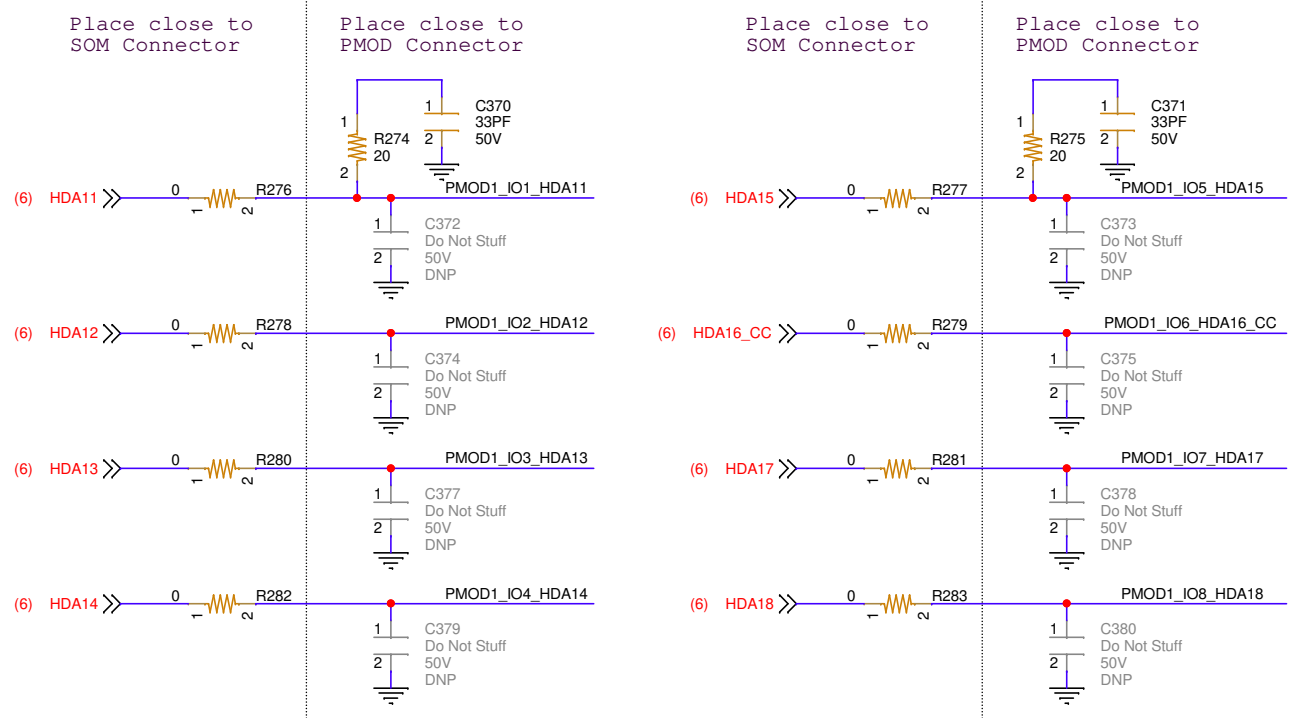 Place close to
SOM Connector
Place close to
PMOD Connector
1
C370
33PF
50V
2
1
R274
20
2
(6) HDA11
0
R276
1
2
PMOD1_IO1_HDA11
1
C372
Do Not Stuff
2
50V
DNP
(6) HDA12
0
R278
1
2
PMOD1_IO2_HDA12
1
C374
Do Not Stuff
2
50V
DNP
(6) HDA13
0
R280
1
2
PMOD1_IO3_HDA13
1
C377
Do Not Stuff
2
50V
DNP
(6) HDA14
0
R282
1
2
PMOD1_IO4_HDA14
1
C379
Do Not Stuff
2
50V
DNP
Place close to
SOM Connector
Place close to
PMOD Connector
1
C371
33PF
50V
2
1
R275
20
2
(6) HDA15
0
R277
1
2
PMOD1_IO5_HDA15
1
C373
Do Not Stuff
2
50V
DNP
(6) HDA16_CC
0
R279
1
2
PMOD1_IO6_HDA16_CC
1
C375
Do Not Stuff
2
50V
DNP
(6) HDA17
0
R281
1
2
PMOD1_IO7_HDA17
1
C378
Do Not Stuff
2
50V
DNP
(6) HDA18
0
R283
1
2
PMOD1_IO8_HDA18
1
C380
Do Not Stuff
2
50V
DNP